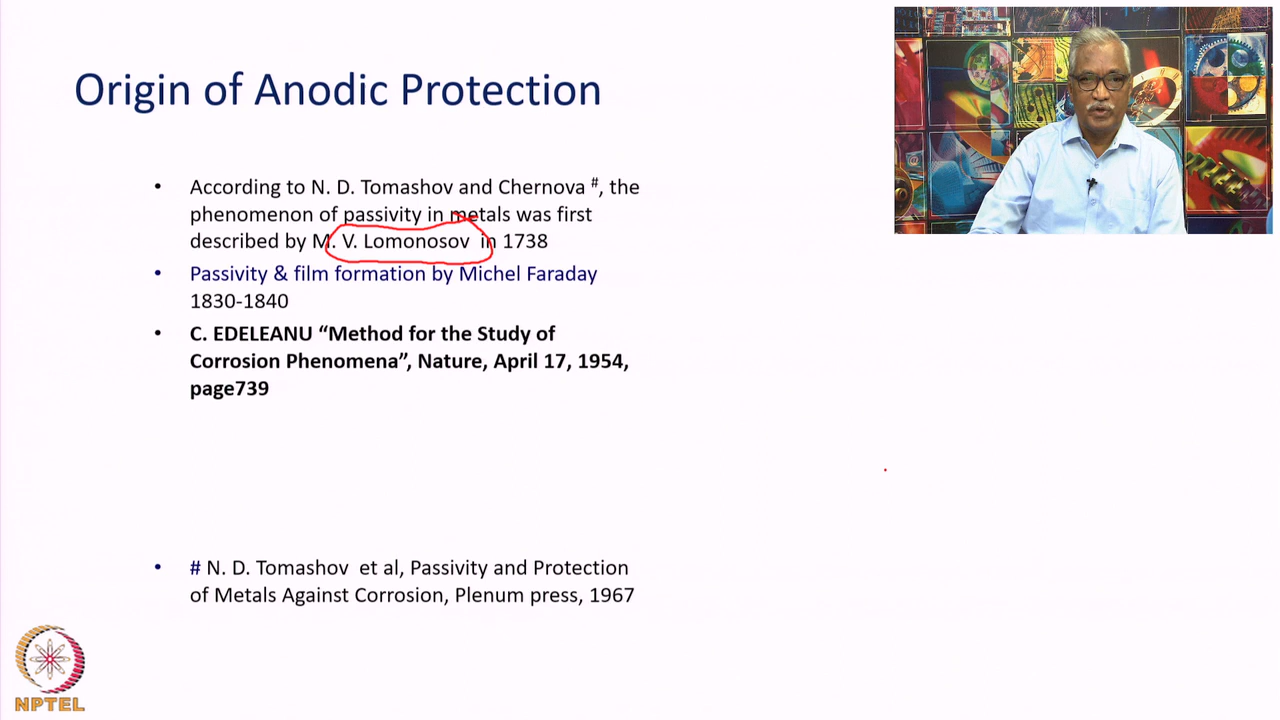 Origin of Anodic Protection
• According to N. D. Tomashov and Chernova #, the
phenomenon of passivity in metals was first
described by M. V. Lomonosov in 1738
• Passivity & film formation by Michel Faraday
1830-1840
• C. EDELEANU “Method for the Study of
Corrosion Phenomena”, Nature, April 17, 1954,
page739
• # N. D. Tomashov et al, Passivity and Protection
of Metals Against Corrosion, Plenum press, 1967
NPTEL